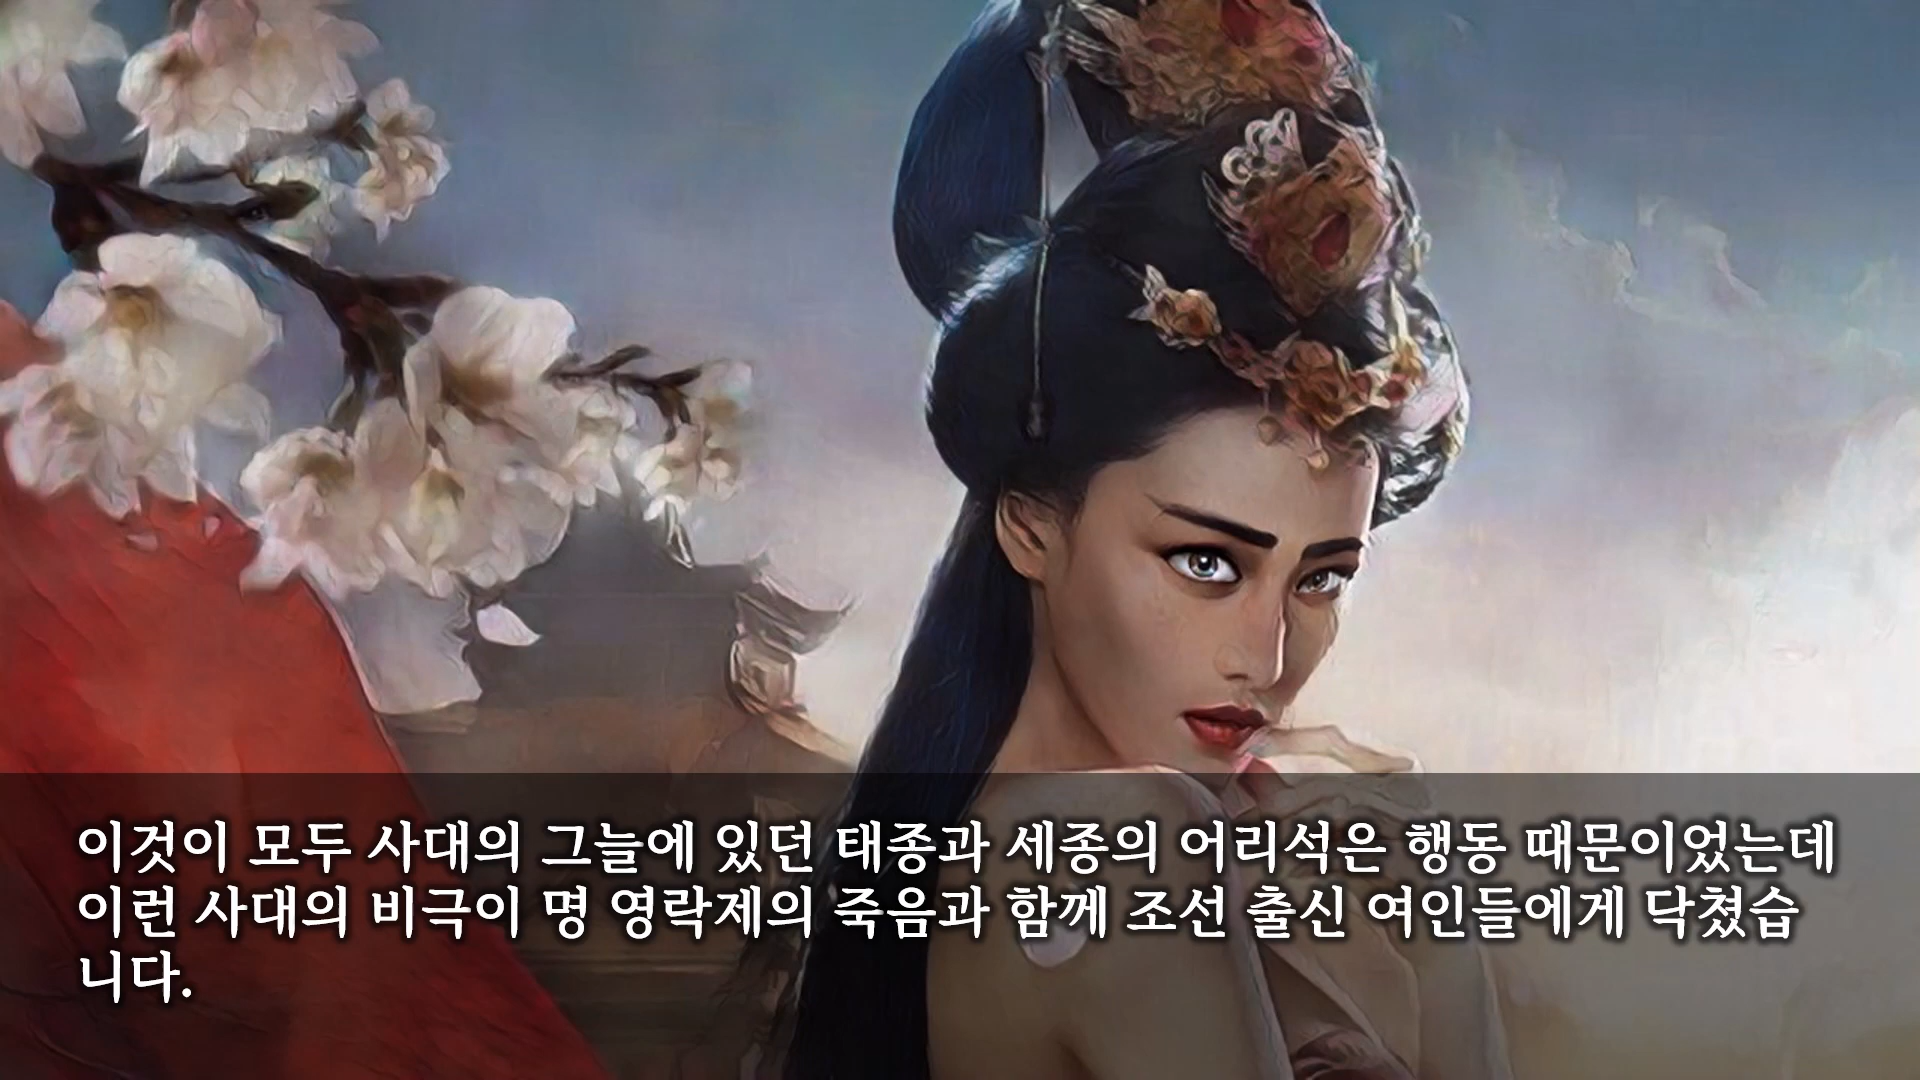 이것이 모두 사대의 그늘에 있던 태종과 세종의 어리석은 행동 때문이었는데
이런 사대의 비극이 명 영락제의 죽음과 함께 조선 출신 여인들에게 닥쳤습
니다.